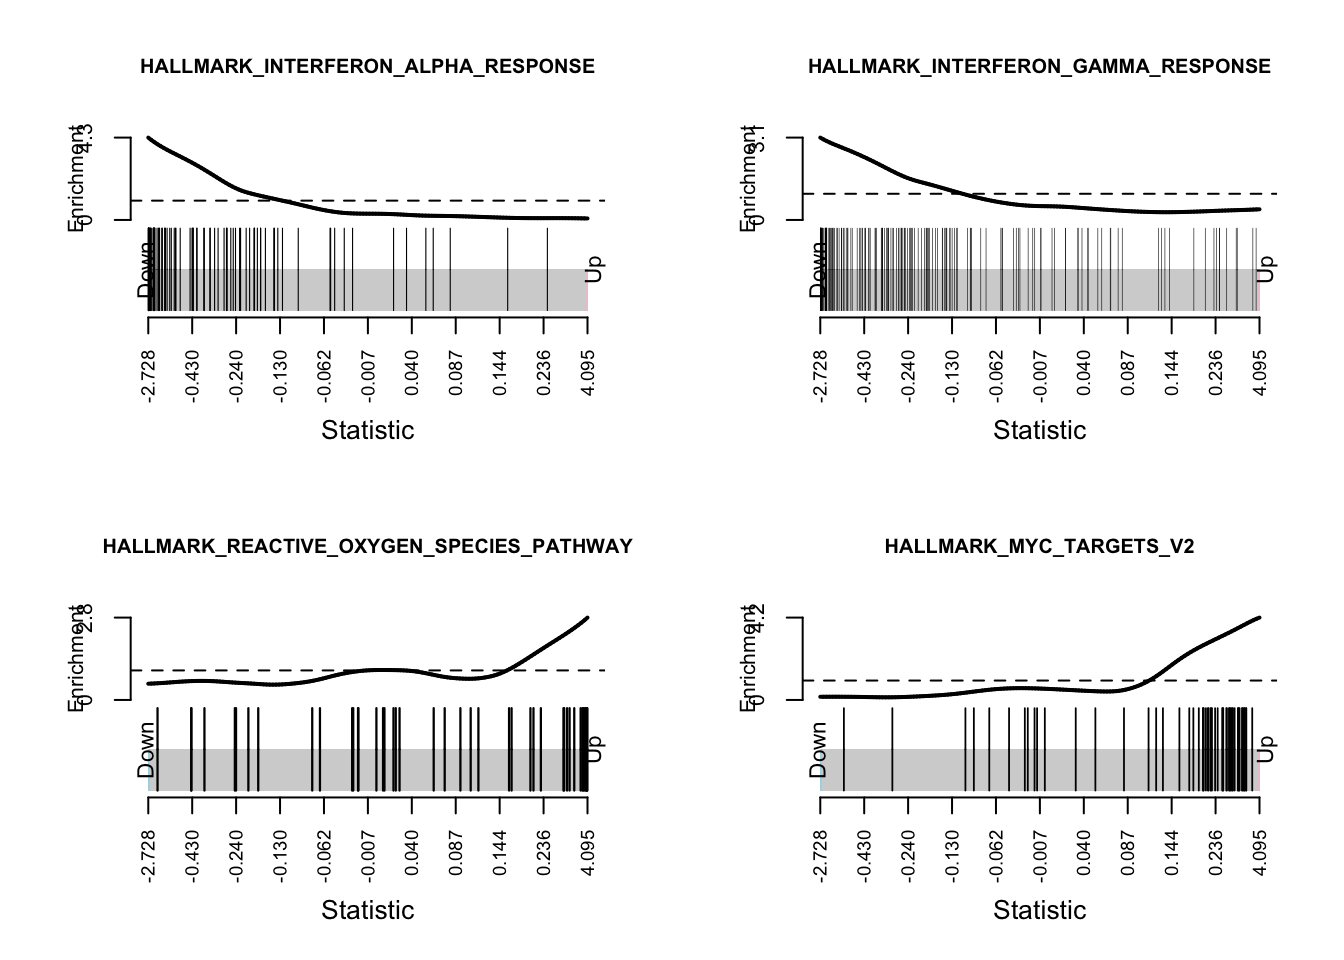 HALLMARK_INTERFERON_ALPHA_RESPONSE
Enrichment
0 4.3
Down
Up
-2.728 -0.430 -0.240 -0.130 -0.062 -0.007 0.040 0.087 0.144 0.236 4.095
Statistic
HALLMARK_INTERFERON_GAMMA_RESPONSE
Enrichment
0 3.1
Down
Up
-2.728 -0.430 -0.240 -0.130 -0.062 -0.007 0.040 0.087 0.144 0.236 4.095
Statistic
HALLMARK_REACTIVE_OXYGEN_SPECIES_PATHWAY
Enrichment
0 2.8
Down
Up
-2.728 -0.430 -0.240 -0.130 -0.062 -0.007 0.040 0.087 0.144 0.236 4.095
Statistic
HALLMARK_MYC_TARGETS_V2
Enrichment
0 4.2
Down
Up
-2.728 -0.430 -0.240 -0.130 -0.062 -0.007 0.040 0.087 0.144 0.236 4.095
Statistic